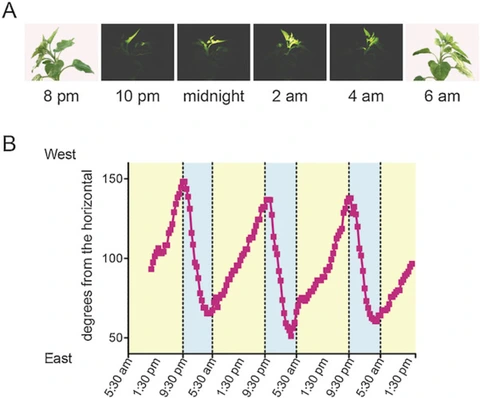 A
8 pm 10 pm midnight 2 am 4 am 6 am
B
West
degrees from the horizontal
150
100
50
East
5:30 am 1:30 pm 9:30 pm 5:30 am 1:30 pm 9:30 pm 5:30 am 1:30 pm 9:30 pm 5:30 am 1:30 pm